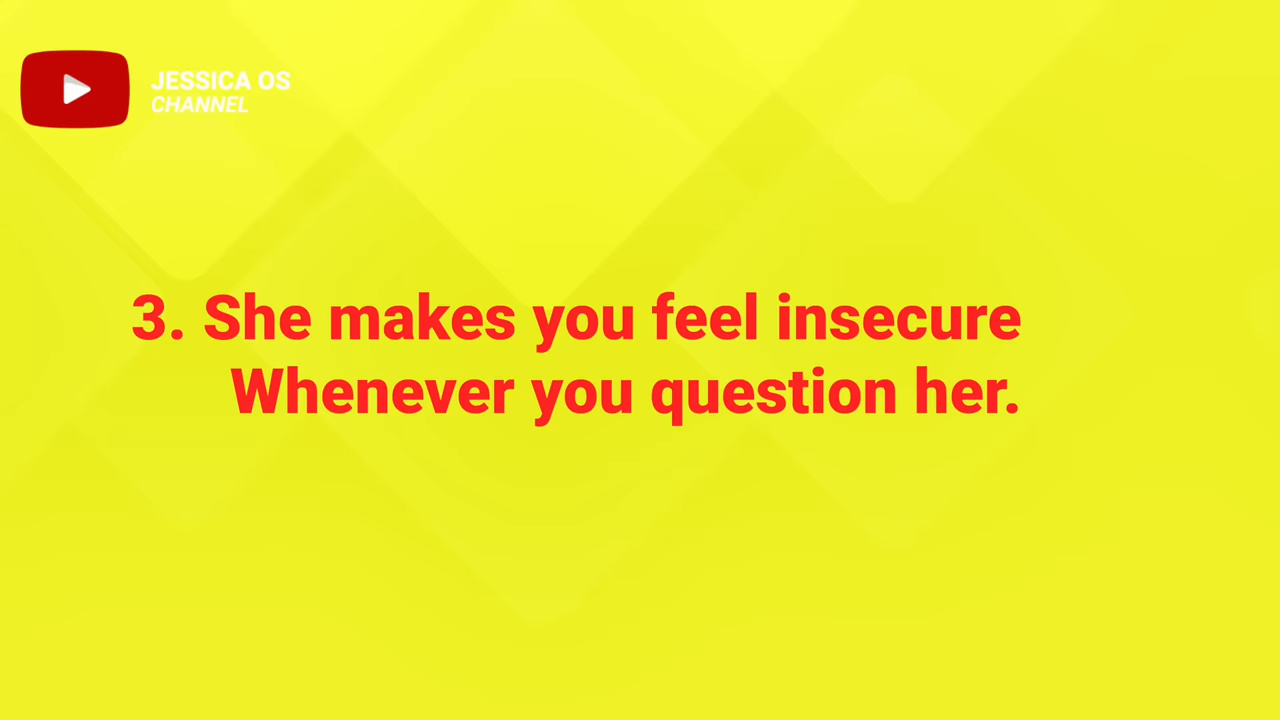 JESSICA OS
CHANNEL
3. She makes you feel insecure
Whenever you question her.